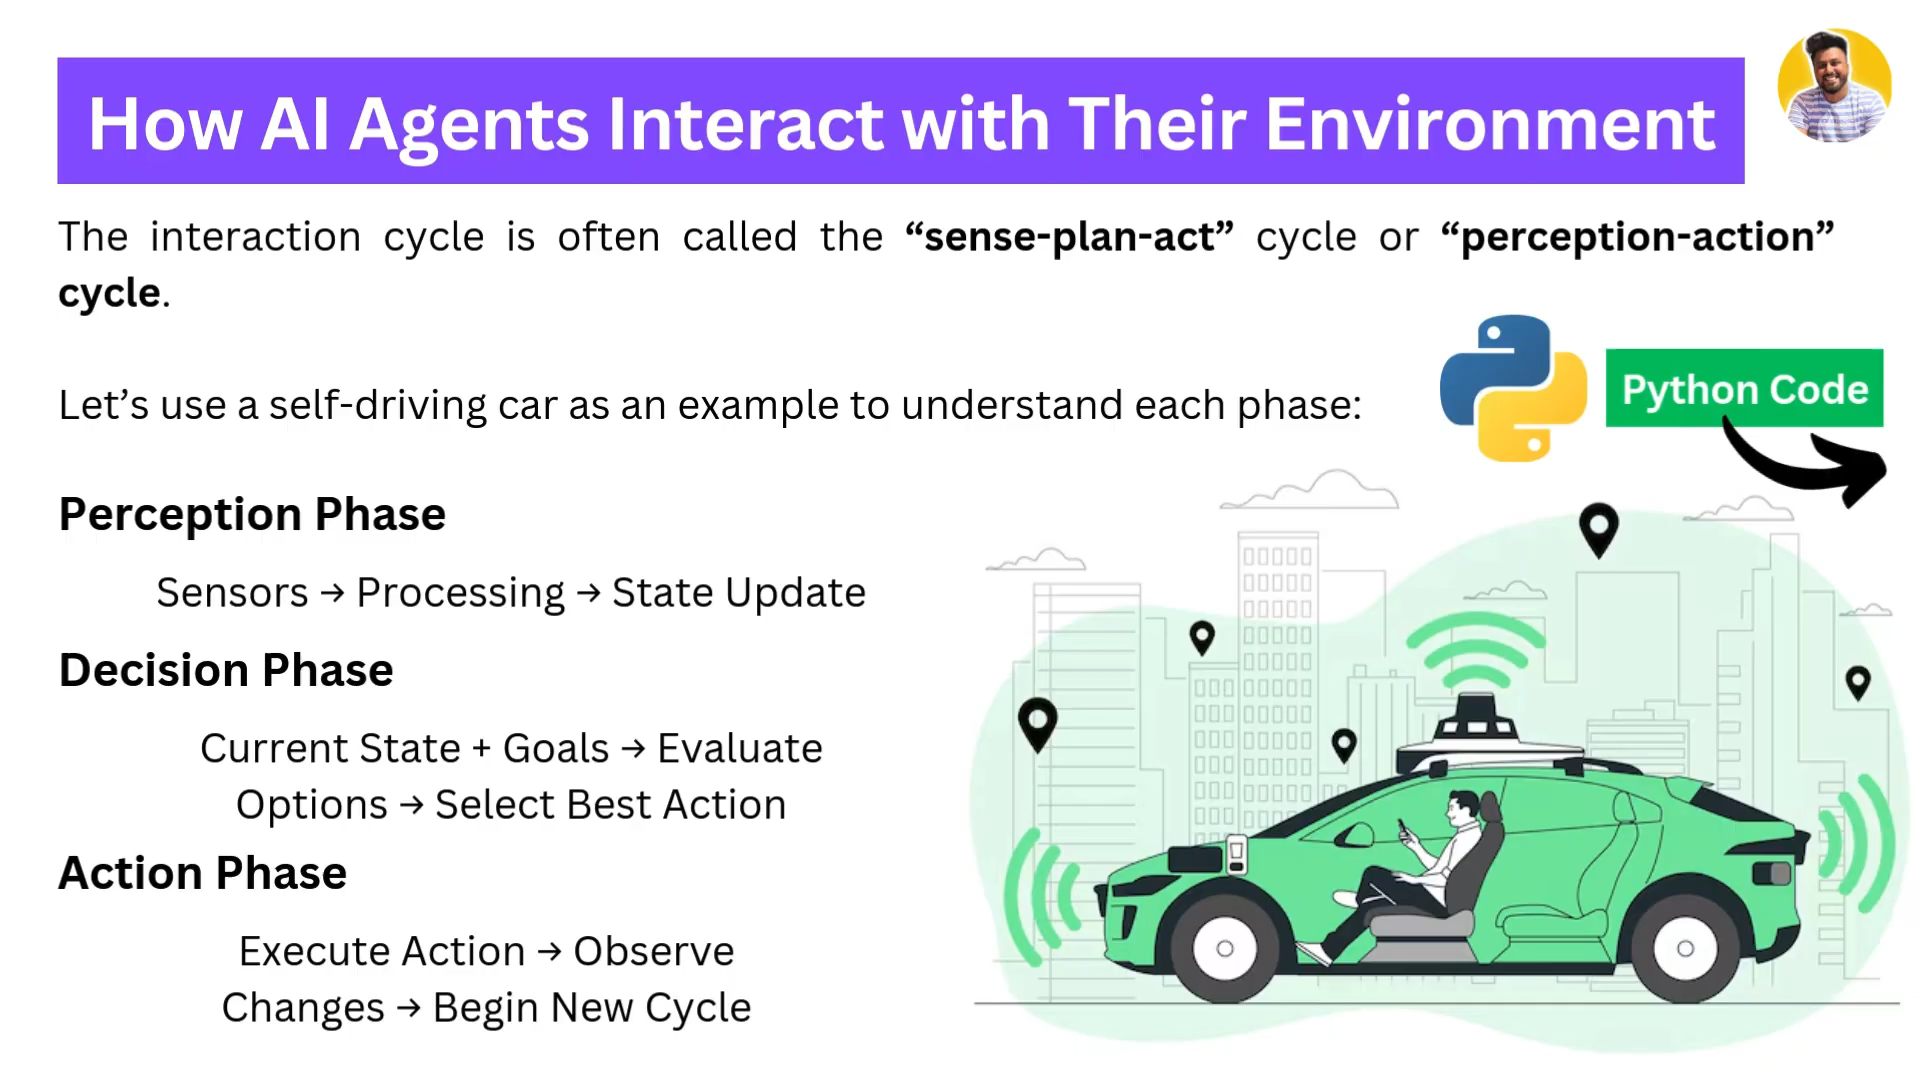 How AI Agents Interact with Their Environment
The interaction cycle is often called the “sense-plan-act” cycle or “perception-action”
cycle.
Let’s use a self-driving car as an example to understand each phase:
Python Code
Perception Phase
Sensors → Processing → State Update
Decision Phase
Current State + Goals → Evaluate
Options → Select Best Action
Action Phase
Execute Action → Observe
Changes → Begin New Cycle